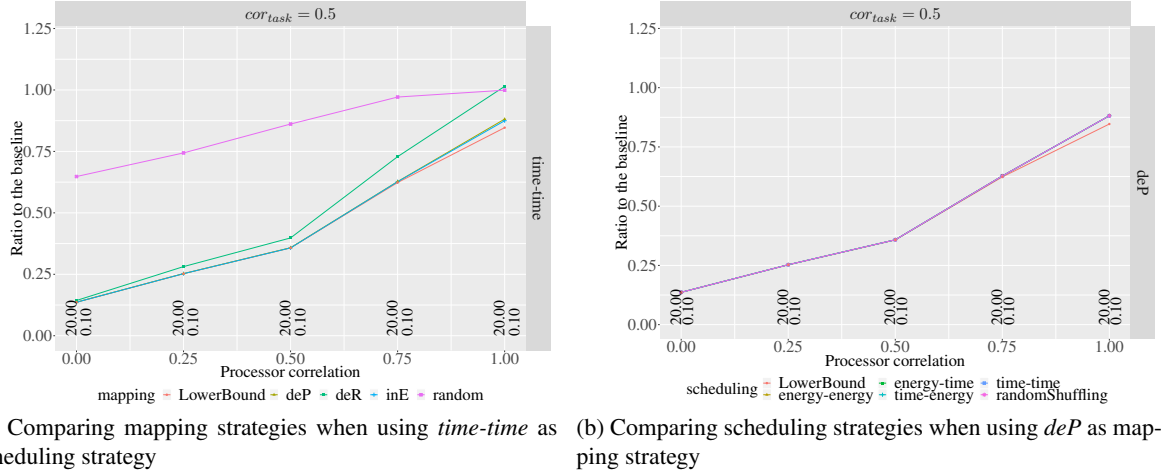 cor_task = 0.5
1.25
1.00
0.75
0.50
0.25
0.00
Ratio to the baseline
20.00
0.10
20.00
0.10
20.00
0.10
20.00
0.10
20.00
0.10
time-time
0.00 0.25 0.50 0.75 1.00
Processor correlation
mapping LowerBound deP deR inE random
Comparing mapping strategies when using time-time as
heduling strategy
cor_task = 0.5
1.25
1.00
0.75
0.50
0.25
0.00
Ratio to the baseline
20.00
0.10
20.00
0.10
20.00
0.10
20.00
0.10
20.00
0.10
deP
0.00 0.25 0.50 0.75 1.00
Processor correlation
scheduling LowerBound energy-time time-time
energy-energy time-energy randomShuffling
(b) Comparing scheduling strategies when using deP as map-
ping strategy